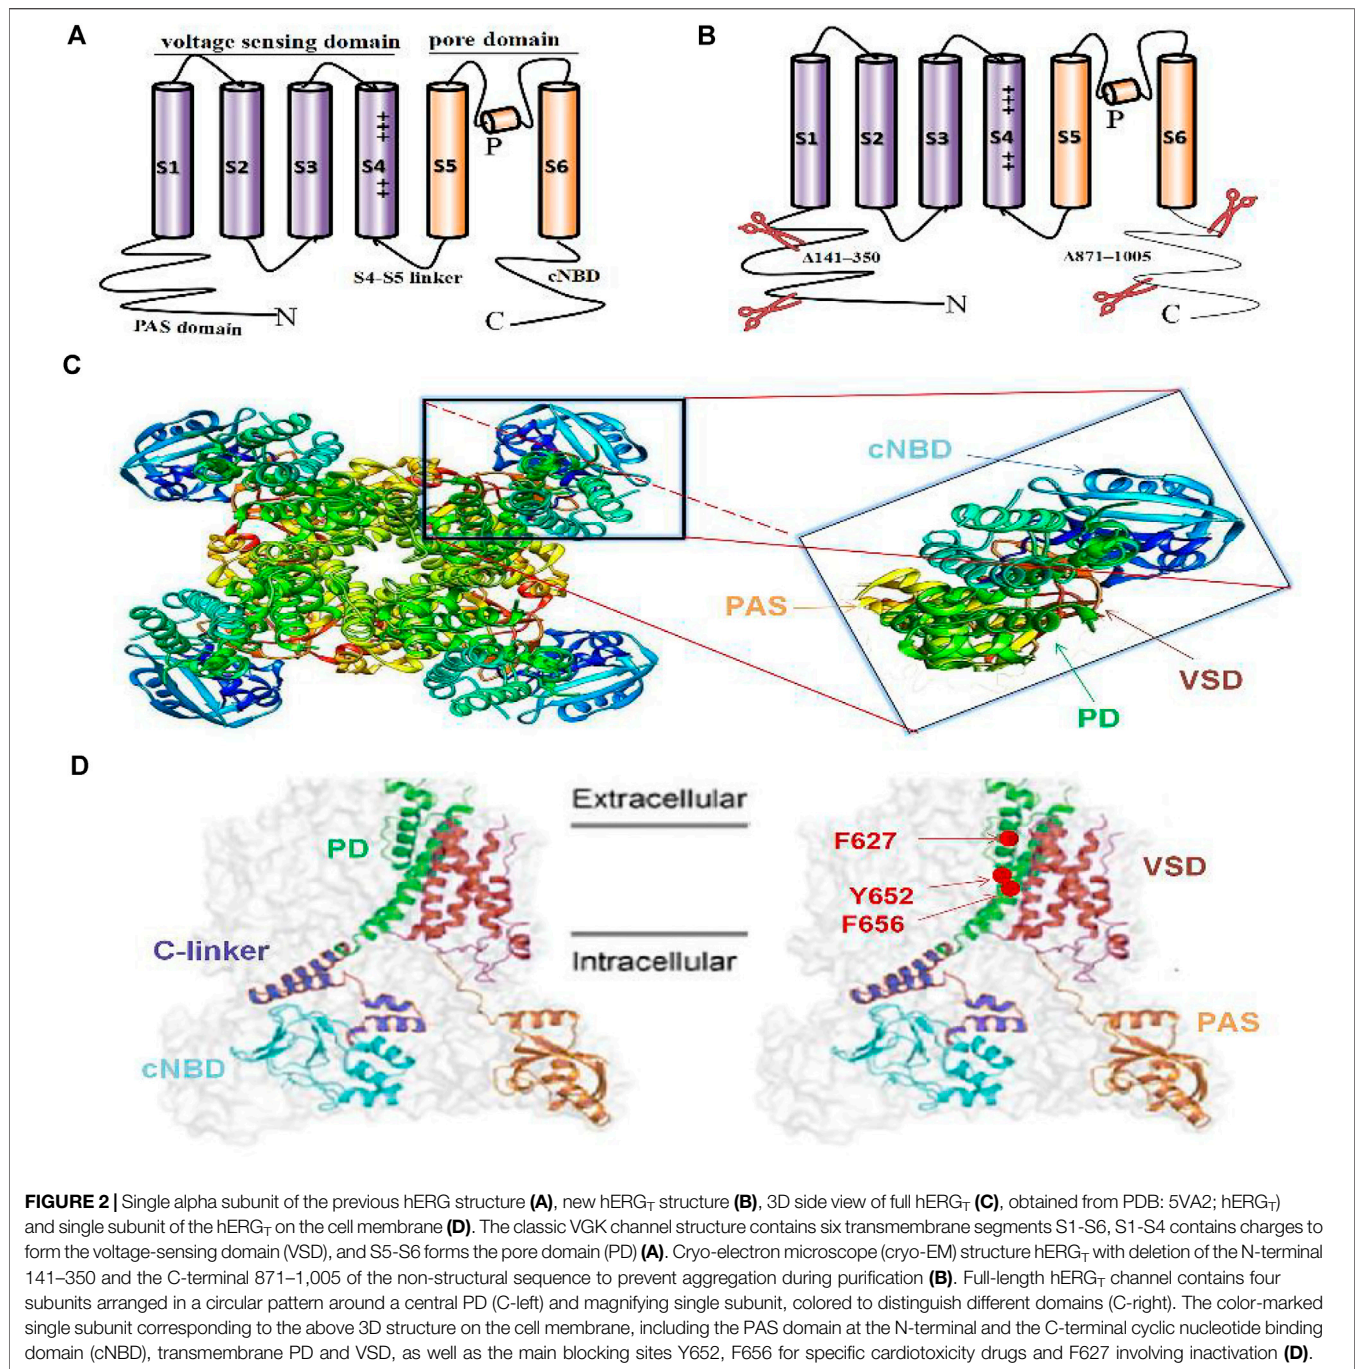 A
voltage sensing domain
pore domain
S1
S2
S3
S4
+++
++
S5
P
S6
S4-S5 linker
cNBD
PAS domain
N
C
B
S1
S2
S3
S4
+++
++
S5
P
S6
Δ141–350
Δ871–1005
N
C
C
cNBD
PAS
VSD
PD
D
Extracellular
PD
F627
VSD
Y652
F656
C-linker
Intracellular
PAS
cNBD
FIGURE 2 | Single alpha subunit of the previous hERG structure (A), new hERGT structure (B), 3D side view of full hERGT (C), obtained from PDB: 5VA2; hERGT)
and single subunit of the hERGT on the cell membrane (D). The classic VGK channel structure contains six transmembrane segments S1-S6, S1-S4 contains charges to
form the voltage-sensing domain (VSD), and S5-S6 forms the pore domain (PD) (A). Cryo-electron microscope (cryo-EM) structure hERGT with deletion of the N-terminal
141–350 and the C-terminal 871–1,005 of the non-structural sequence to prevent aggregation during purification (B). Full-length hERGT channel contains four
subunits arranged in a circular pattern around a central PD (C-left) and magnifying single subunit, colored to distinguish different domains (C-right). The color-marked
single subunit corresponding to the above 3D structure on the cell membrane, including the PAS domain at the N-terminal and the C-terminal cyclic nucleotide binding
domain (cNBD), transmembrane PD and VSD, as well as the main blocking sites Y652, F656 for specific cardiotoxicity drugs and F627 involving inactivation (D).